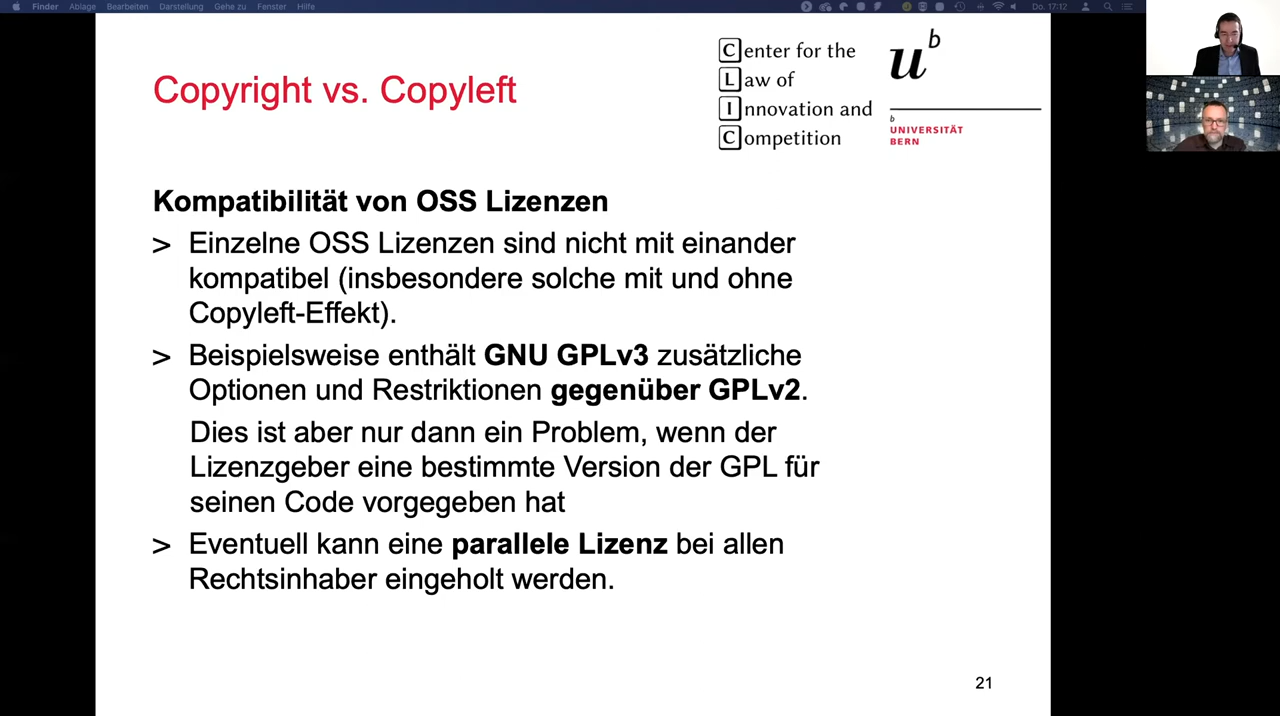 Finder Ablage Bearbeiten Darstellung Gehe zu Fenster Hilfe
Do. 17:12
Copyright vs. Copyleft
Center for the
Law of
Innovation and
Competition
u b
b
UNIVERSITÄT
BERN
Kompatibilität von OSS Lizenzen
> Einzelne OSS Lizenzen sind nicht mit einander
kompatibel (insbesondere solche mit und ohne
Copyleft-Effekt).
> Beispielsweise enthält GNU GPLv3 zusätzliche
Optionen und Restriktionen gegenüber GPLv2.
Dies ist aber nur dann ein Problem, wenn der
Lizenzgeber eine bestimmte Version der GPL für
seinen Code vorgegeben hat
> Eventuell kann eine parallele Lizenz bei allen
Rechtsinhaber eingeholt werden.
21